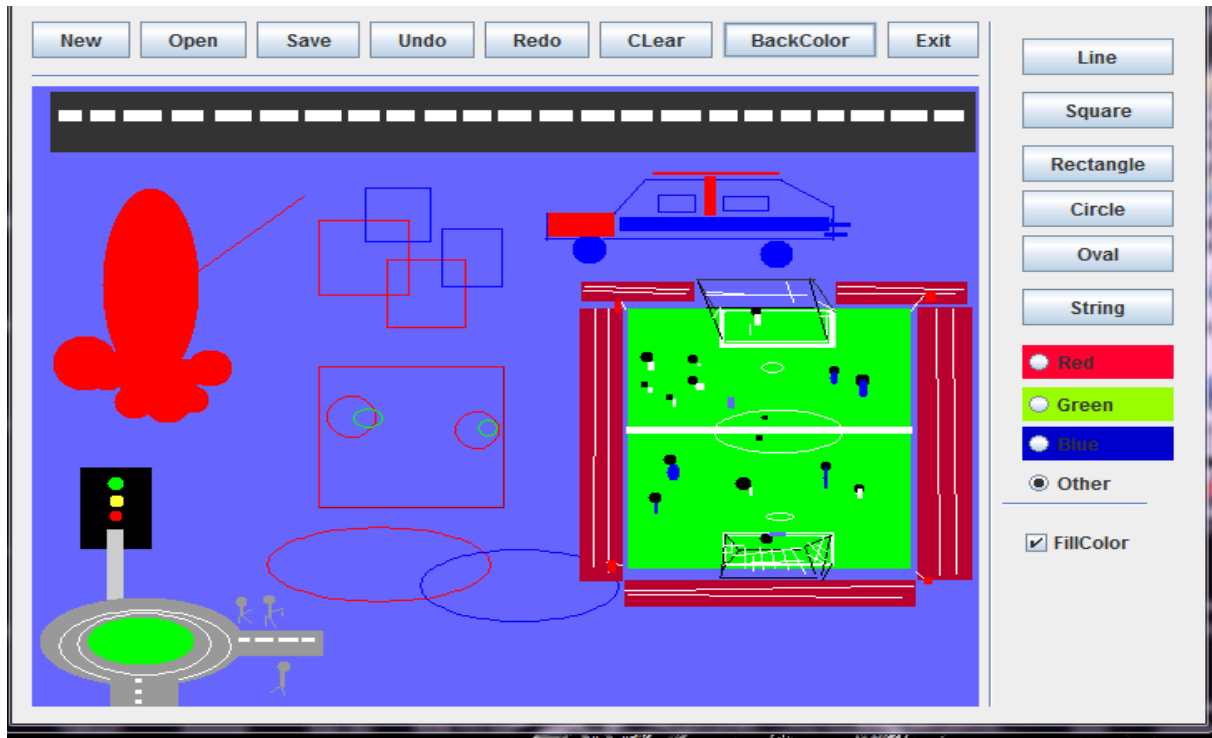 New Open Save Undo Redo CLear BackColor Exit
Line
Square
Rectangle
Circle
Oval
String
Red
Green
Blue
Other
FillColor